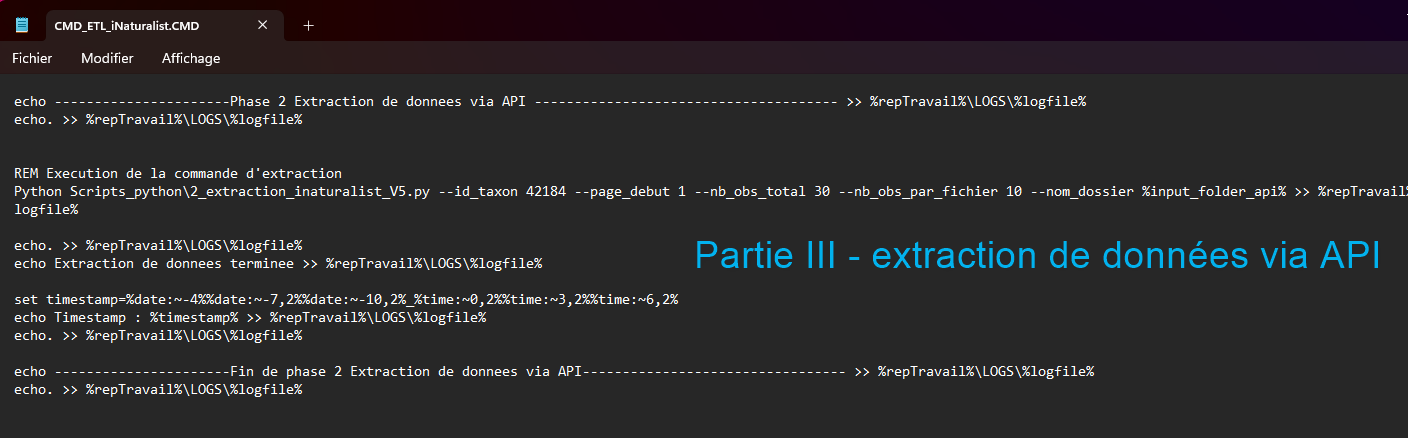 CMD_ETL_iNaturalist.CMD
Fichier Modifier Affichage
echo ----------------------Phase 2 Extraction de donnees via API -------------------------------------- >> %repTravail%\LOGS\%logfile%
echo. >> %repTravail%\LOGS\%logfile%
REM Execution de la commande d'extraction
Python Scripts_python\2_extraction_inaturalist_V5.py --id_taxon 42184 --page_debut 1 --nb_obs_total 30 --nb_obs_par_fichier 10 --nom_dossier %input_folder_api% >> %repTravail%
logfile%
echo. >> %repTravail%\LOGS\%logfile%
echo Extraction de donnees terminee >> %repTravail%\LOGS\%logfile%
Partie III - extraction de données via API
set timestamp=%date:~-4%%date:~-7,2%%date:~-10,2%_%time:~0,2%%time:~3,2%%time:~6,2%
echo Timestamp : %timestamp% >> %repTravail%\LOGS\%logfile%
echo. >> %repTravail%\LOGS\%logfile%
echo ----------------------Fin de phase 2 Extraction de donnees via API--------------------------------- >> %repTravail%\LOGS\%logfile%
echo. >> %repTravail%\LOGS\%logfile%